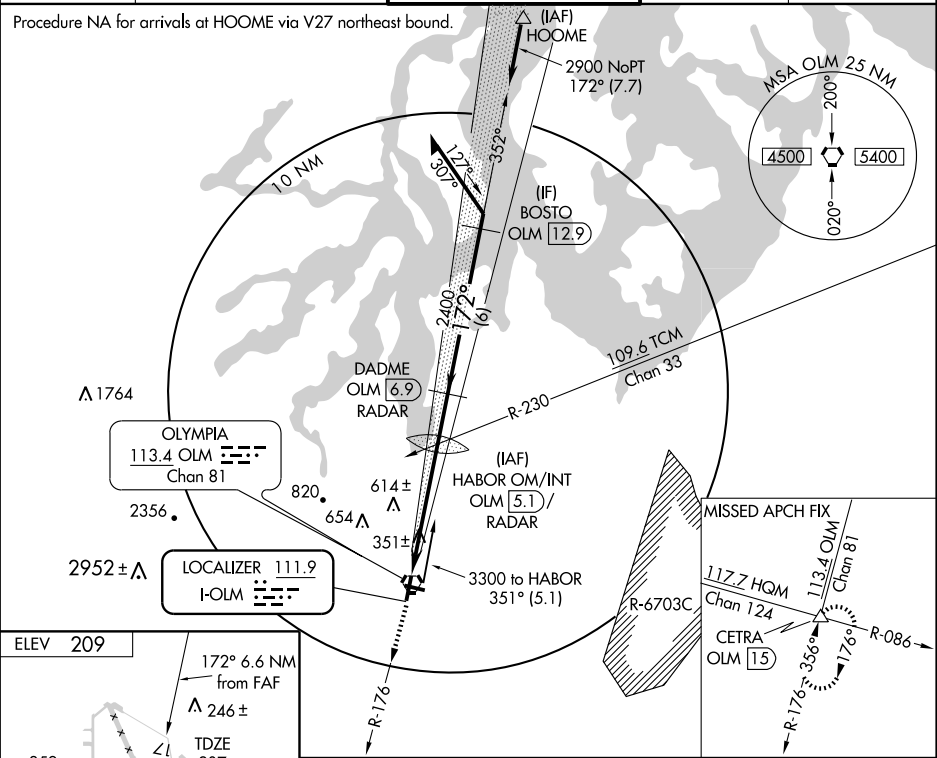 Procedure NA for arrivals at HOOME via V27 northeast bound.
(IAF)
HOOME
2900 NoPT
172° (7.7)
352°
MSA OLM 25 NM
200°
4500
5400
020°
10 NM
127°
307°
(IF)
BOSTO
OLM 12.9
2400
172°
(6)
109.6 TCM
Chan 33
R-230
DADME
OLM 6.9
RADAR
1764
OLYMPIA
113.4 OLM
Chan 81
(IAF)
HABOR OM/INT
OLM 5.1 /
RADAR
820
614±
654
2356
351±
2952±
LOCALIZER 111.9
I-OLM
3300 to HABOR
351° (5.1)
R-6703C
MISSED APCH FIX
113.4 OLM
Chan 81
117.7 HQM
Chan 124
CETRA
OLM 15
R-086
356°
176°
R-176
R-176
ELEV 209
172° 6.6 NM
from FAF
246±
17
TDZE